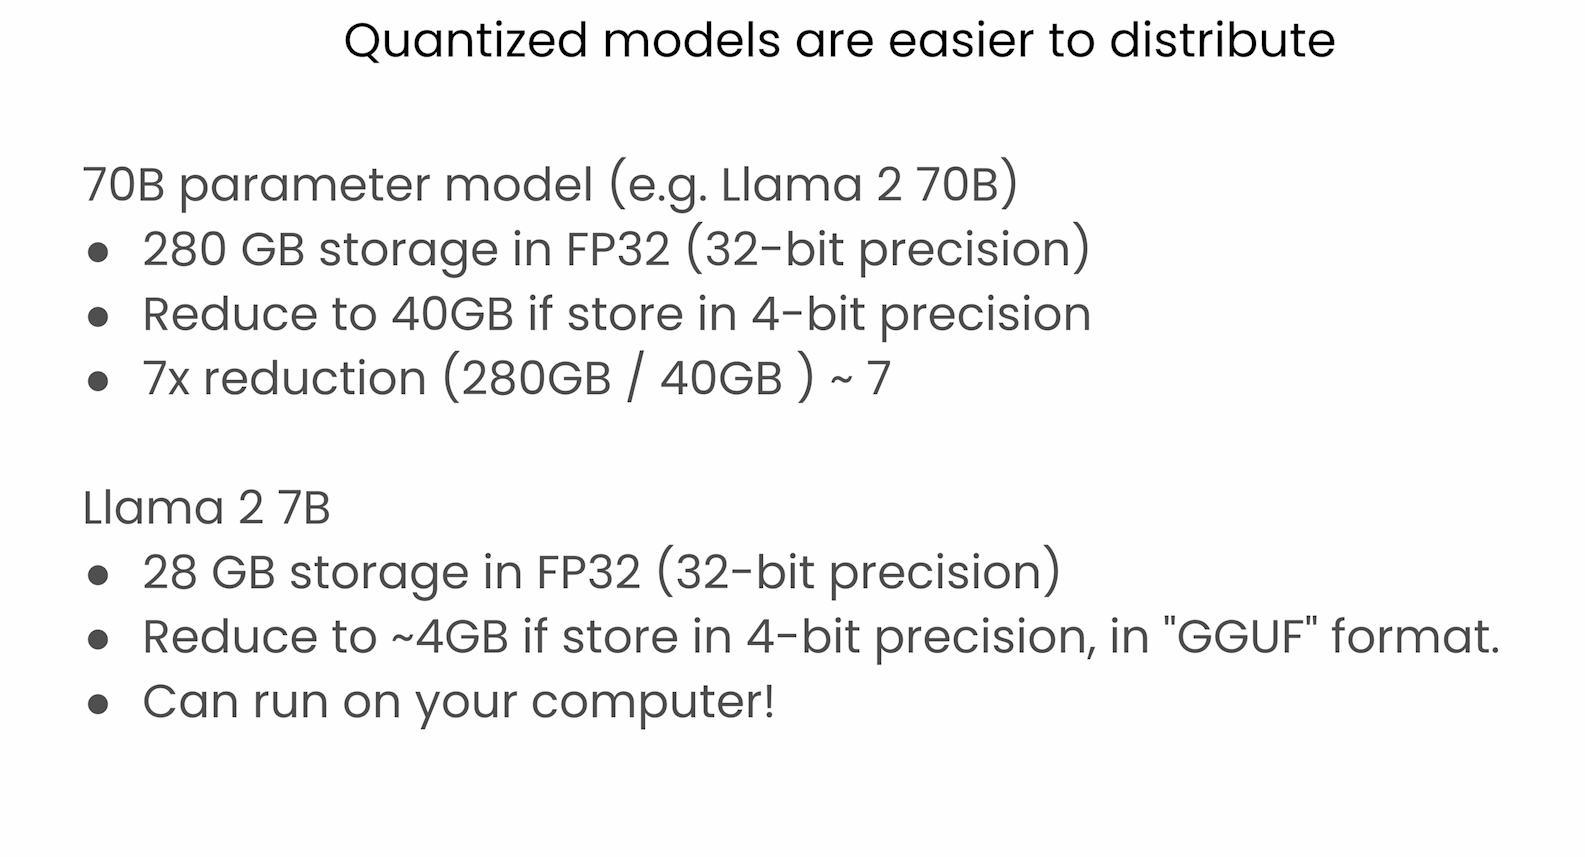 Quantized models are easier to distribute
70B parameter model (e.g. Llama 2 70B)
● 280 GB storage in FP32 (32-bit precision)
● Reduce to 40GB if store in 4-bit precision
● 7x reduction (280GB / 40GB ) ~ 7
Llama 2 7B
● 28 GB storage in FP32 (32-bit precision)
● Reduce to ~4GB if store in 4-bit precision, in "GGUF" format.
● Can run on your computer!